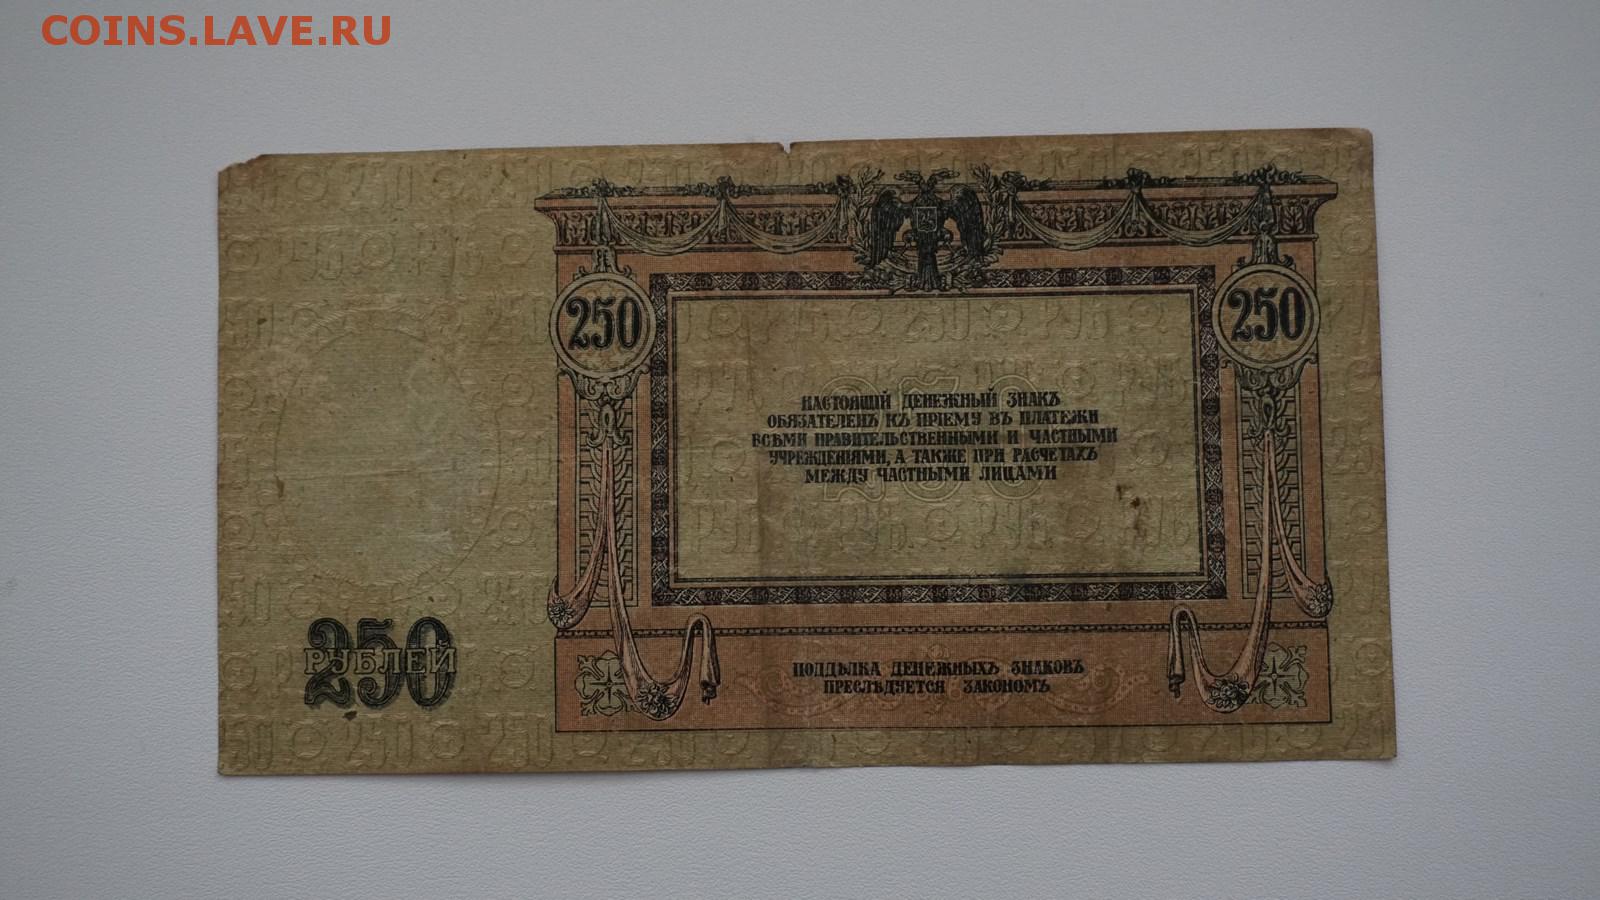 COINS.LAVE.RU
250
250
НАСТОЯЩІЙ ДЕНЕЖНЫЙ ЗНАКЪ
ОБЯЗАТЕЛЕНЪ КЪ ПРІЕМУ ВЪ ПЛАТЕЖИ
ВСѢМИ ПРАВИТЕЛЬСТВЕННЫМИ И ЧАСТНЫМИ
УЧРЕЖДЕНІЯМИ, А ТАКЖЕ ПРИ РАСЧЕТАХЪ
МЕЖДУ ЧАСТНЫМИ ЛИЦАМИ
250
РУБЛЕЙ
ПОДДѢЛКА ДЕНЕЖНЫХЪ ЗНАКОВЪ
ПРЕСЛѢДУЕТСЯ ЗАКОНОМЪ